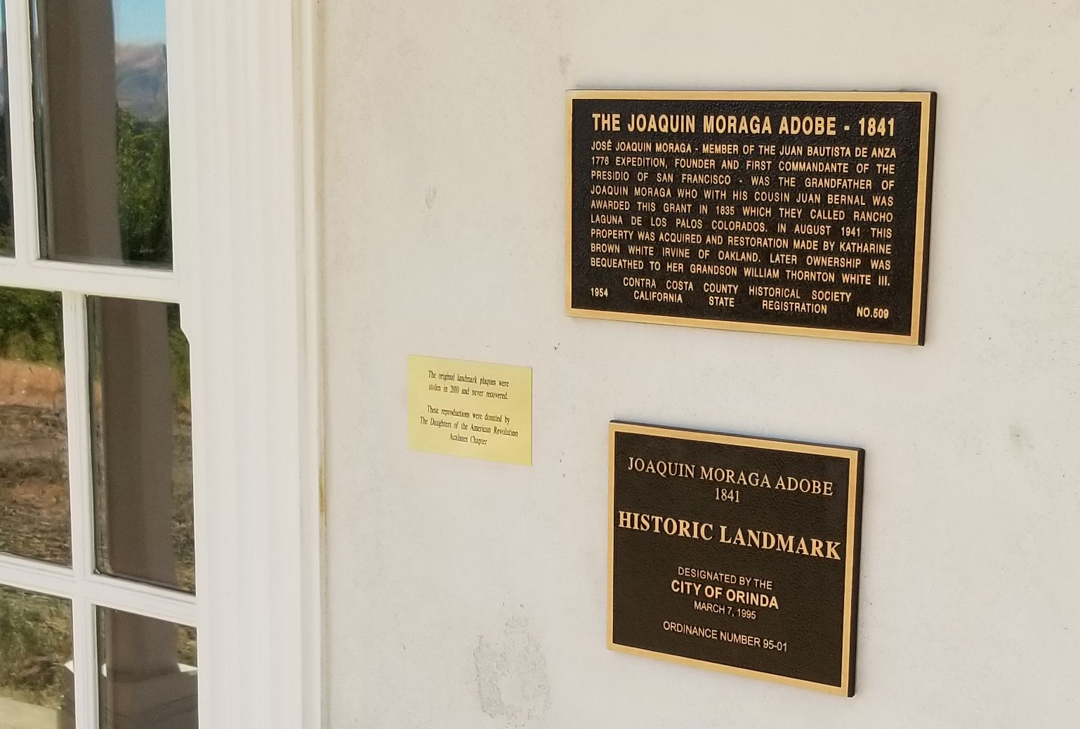 THE JOAQUIN MORAGA ADOBE - 1841
JOSÉ JOAQUIN MORAGA - MEMBER OF THE JUAN BAUTISTA DE ANZA
1776 EXPEDITION, FOUNDER AND FIRST COMMANDANTE OF THE
PRESIDIO OF SAN FRANCISCO - WAS THE GRANDFATHER OF
JOAQUIN MORAGA WHO WITH HIS COUSIN JUAN BERNAL WAS
AWARDED THIS GRANT IN 1835 WHICH THEY CALLED RANCHO
LAGUNA DE LOS PALOS COLORADOS. IN AUGUST 1941 THIS
PROPERTY WAS ACQUIRED AND RESTORATION MADE BY KATHARINE
BROWN WHITE IRVINE OF OAKLAND. LATER OWNERSHIP WAS
BEQUEATHED TO HER GRANDSON WILLIAM THORNTON WHITE III.
CONTRA COSTA COUNTY HISTORICAL SOCIETY
1954 CALIFORNIA STATE REGISTRATION NO.509
The original landmark plaques were
stolen in 2010 and never recovered.
These reproductions were donated by
The Daughters of the American Revolution
Acalanes Chapter
JOAQUIN MORAGA ADOBE
1841
HISTORIC LANDMARK
DESIGNATED BY THE
CITY OF ORINDA
MARCH 7, 1995
ORDINANCE NUMBER 95-01